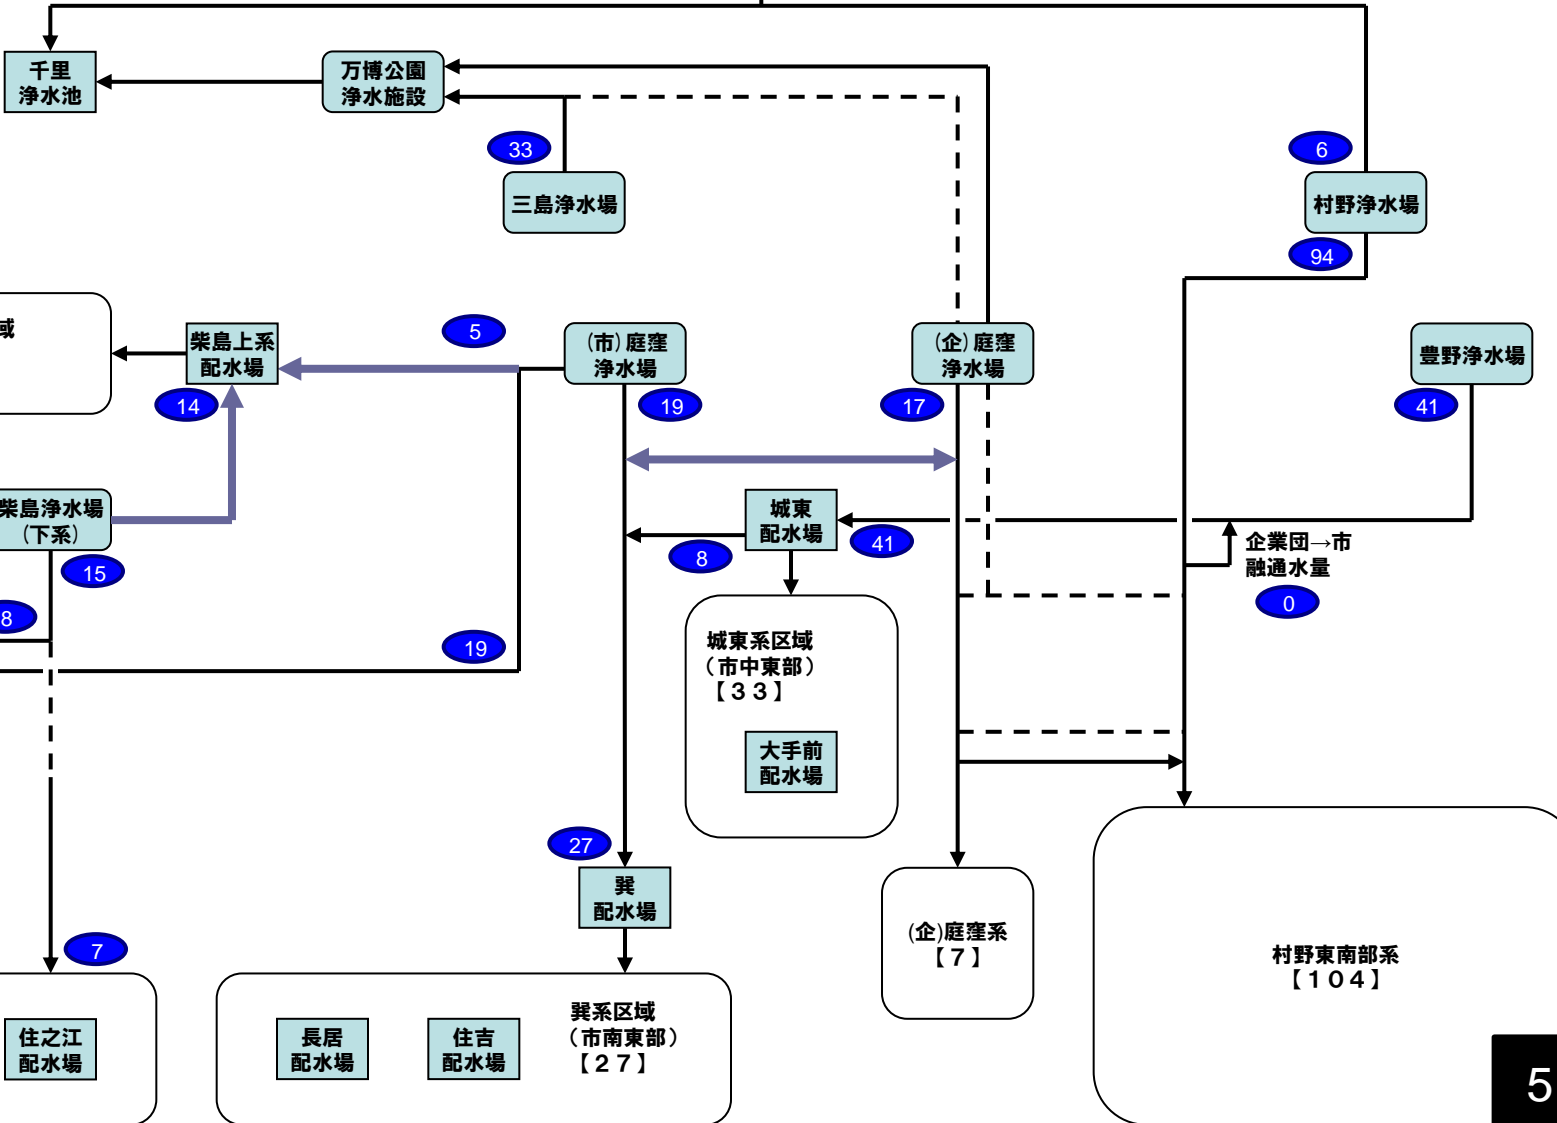 千里
浄水池
万博公園
浄水施設
33
三島浄水場
6
村野浄水場
94
域
柴島上系
配水場
14
5
(市)庭窪
浄水場
19
(企)庭窪
浄水場
17
豊野浄水場
41
柴島浄水場
(下系)
15
8
城東
配水場
41
8
企業団→市
融通水量
0
19
城東系区域
（市中東部）
【３３】
大手前
配水場
27
巽
配水場
7
(企)庭窪系
【７】
村野東南部系
【１０４】
住之江
配水場
長居
配水場
住吉
配水場
巽系区域
（市南東部）
【２７】
5